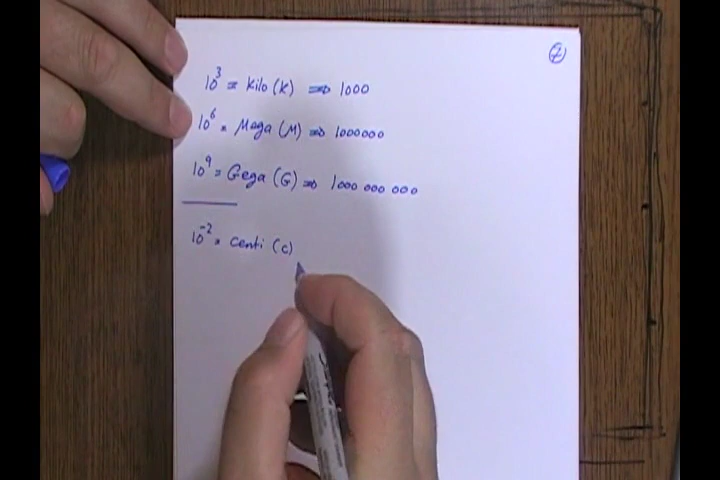 2
10³ = Kilo (K) ⇒ 1000
10⁶ = Mega (M) ⇒ 1000000
10⁹ = Gega (G) ⇒ 1000 000 000
10⁻² = centi (c)